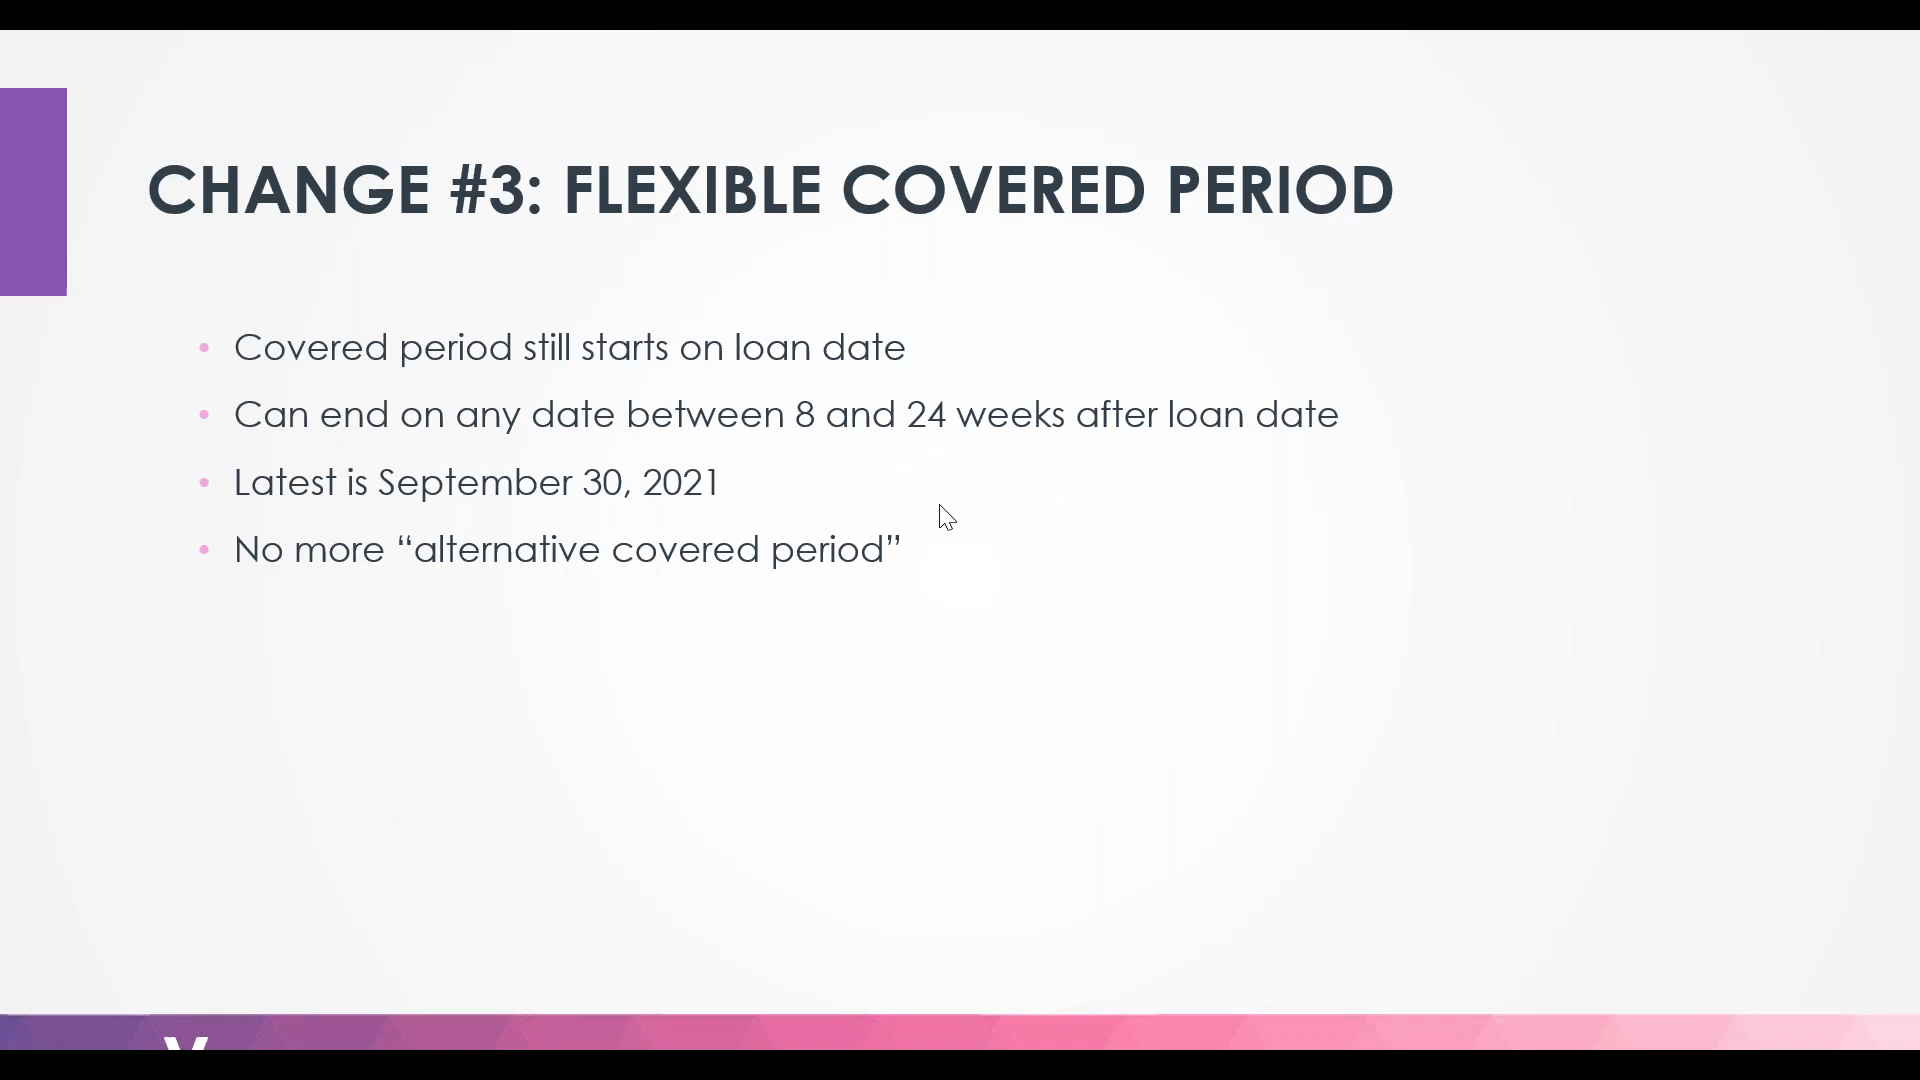 CHANGE #3: FLEXIBLE COVERED PERIOD
• Covered period still starts on loan date
• Can end on any date between 8 and 24 weeks after loan date
• Latest is September 30, 2021
• No more “alternative covered period”